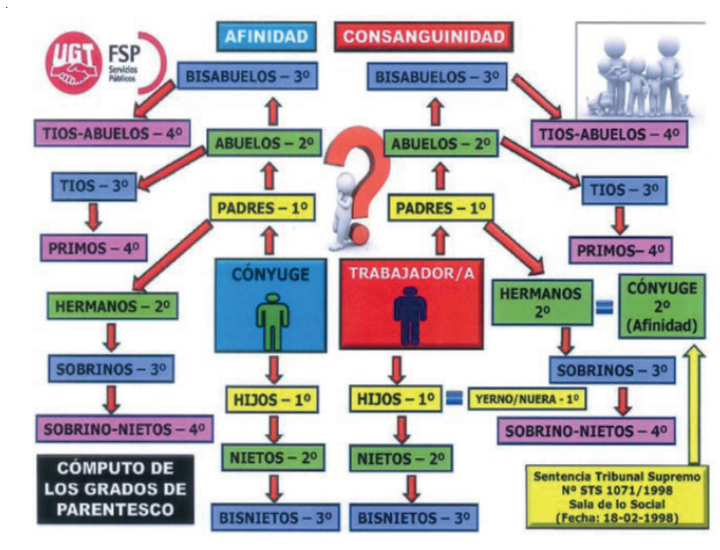 UGT
FSP
Servicios
Públicos
AFINIDAD
CONSANGUINIDAD
BISABUELOS – 3º
BISABUELOS – 3º
TIOS-ABUELOS – 4º
ABUELOS – 2º
ABUELOS – 2º
TIOS-ABUELOS – 4º
TIOS – 3º
PADRES – 1º
PADRES – 1º
TIOS – 3º
PRIMOS – 4º
PRIMOS– 4º
CÓNYUGE
TRABAJADOR/A
HERMANOS – 2º
HERMANOS
2º
=
CÓNYUGE
2º
(Afinidad)
SOBRINOS – 3º
SOBRINOS – 3º
HIJOS – 1º
HIJOS – 1º
=
YERNO/NUERA - 1º
SOBRINO-NIETOS – 4º
SOBRINO-NIETOS – 4º
NIETOS – 2º
NIETOS – 2º
CÓMPUTO DE
LOS GRADOS DE
PARENTESCO
BISNIETOS – 3º
BISNIETOS – 3º
Sentencia Tribunal Supremo
Nº STS 1071/1998
Sala de lo Social
(Fecha: 18-02-1998)